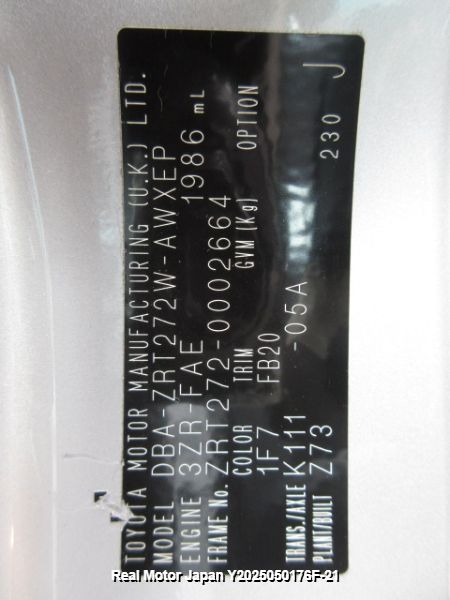 TOYOTA MOTOR MANUFACTURING (U.K.) LTD.
MODEL DBA-ZRT272W-AWXEP
ENGINE 3ZR-FAE 1986 mL
FRAME No. ZRT272-0002664
COLOR TRIM GVM(Kg) OPTION
1F7 FB20
TRANS./AXLE K111 -05A
PLANT/BUILT Z73 230 J
Real Motor Japan Y2025050176F-21